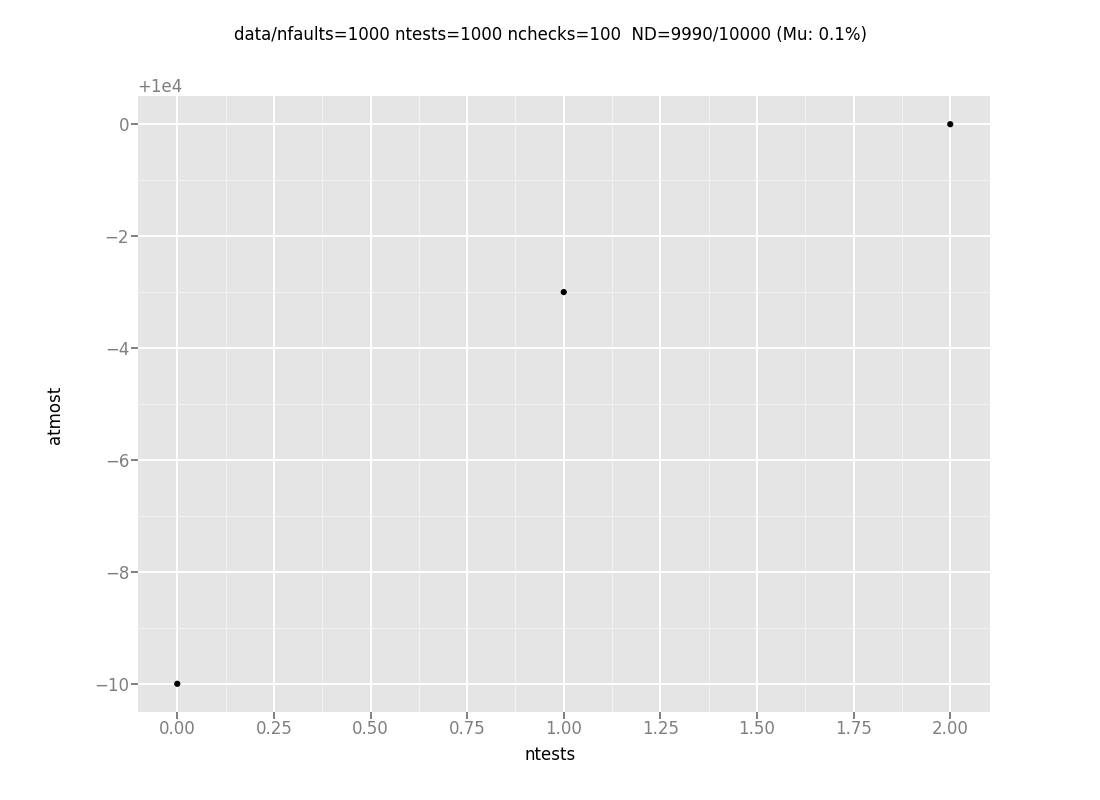 data/nfaults=1000 ntests=1000 nchecks=100  ND=9990/10000 (Mu: 0.1%)
+1e4
0
−2
−4
−6
−8
−10
atmost
0.00 0.25 0.50 0.75 1.00 1.25 1.50 1.75 2.00
ntests